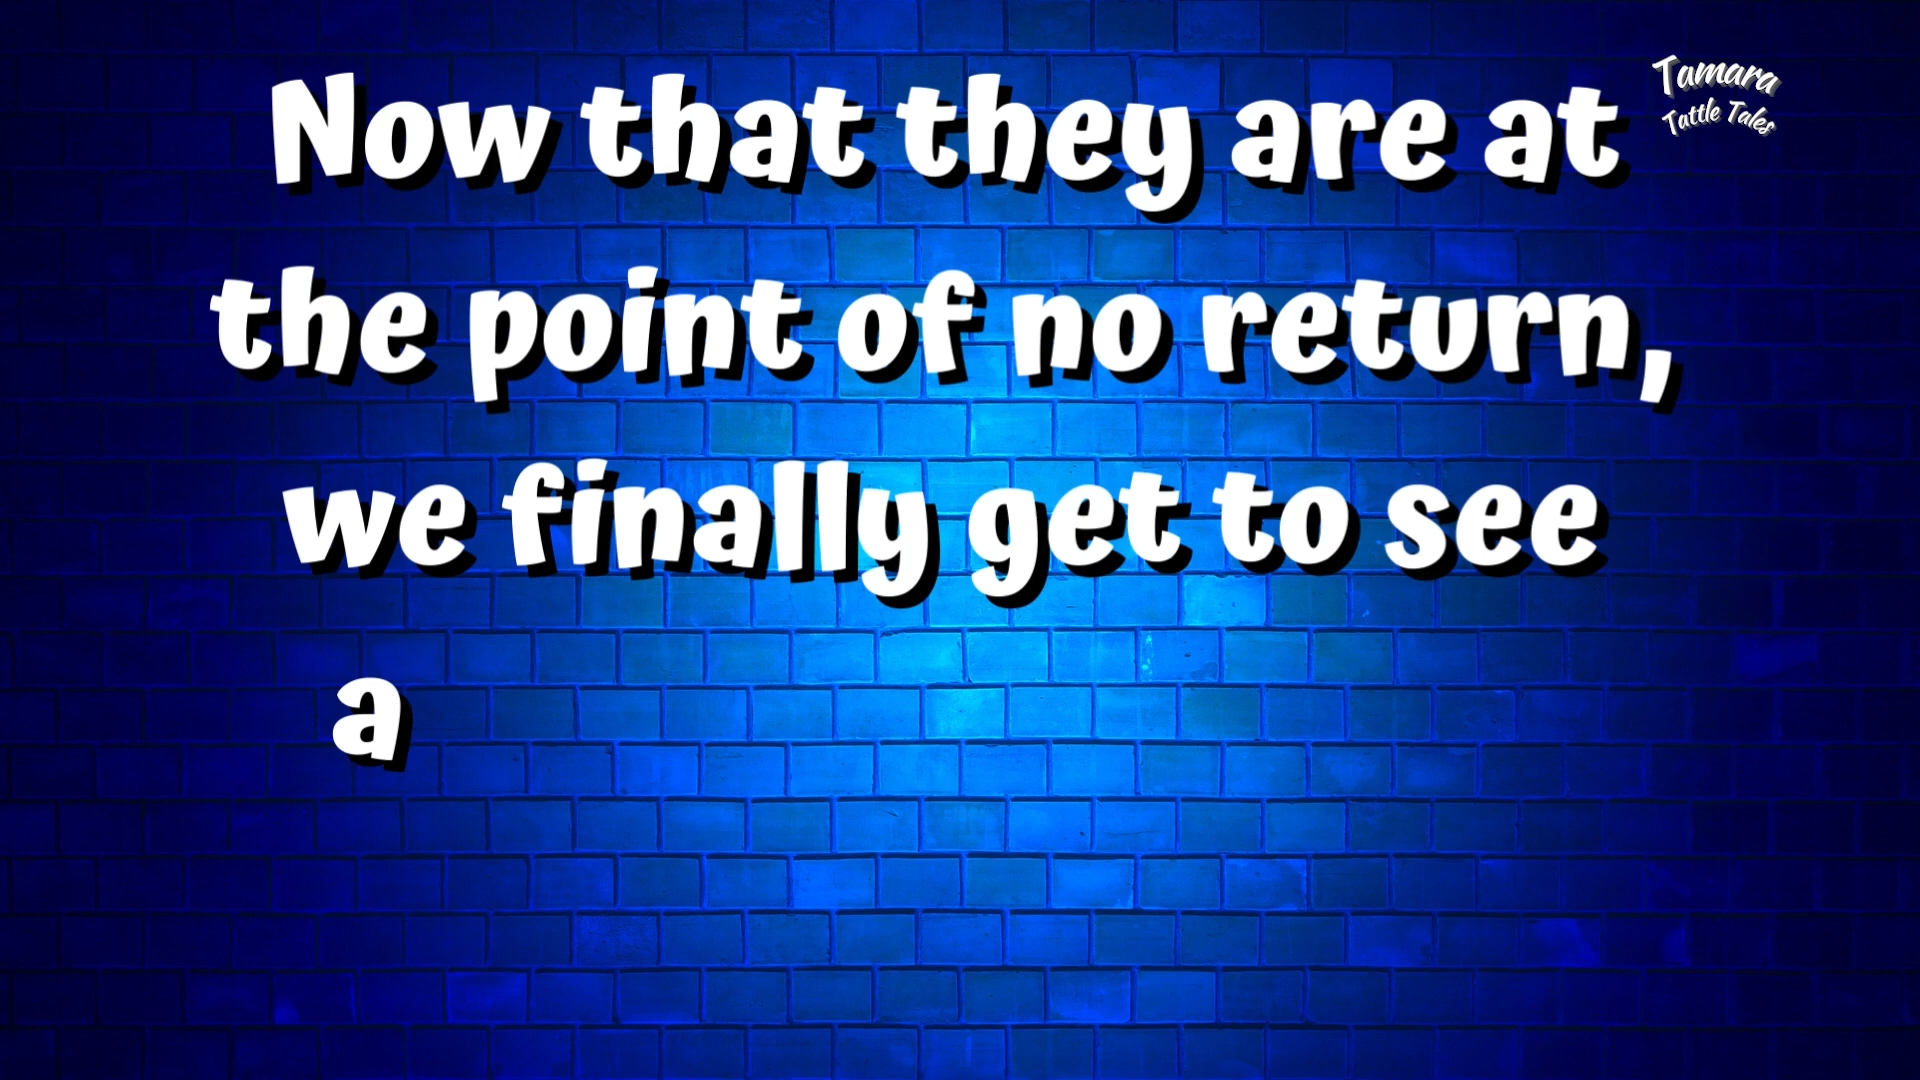 Now that they are at
the point of no return,
we finally get to see
a
Tamara
Tattle Tales